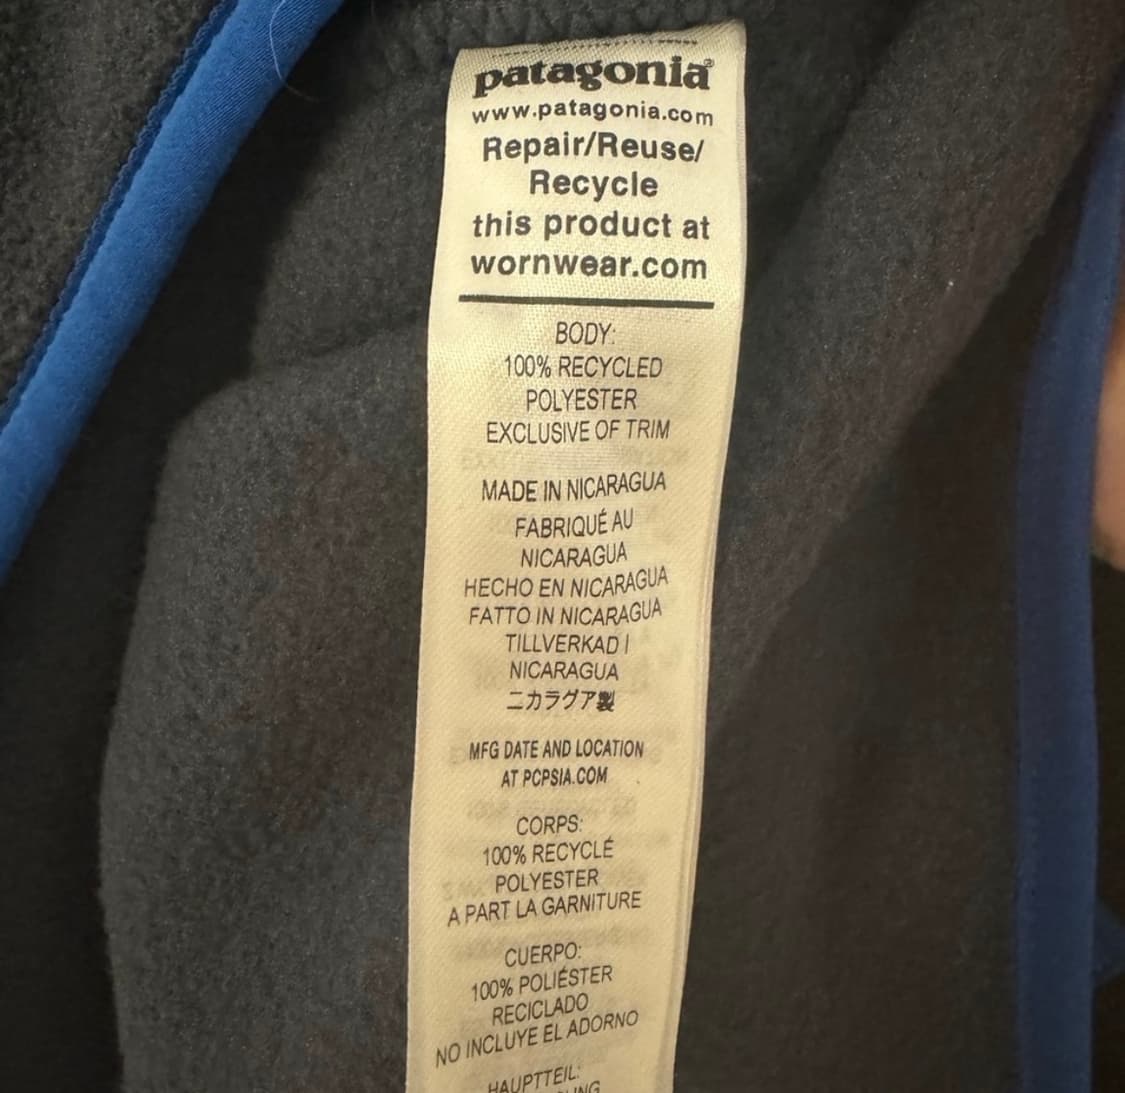 patagonia®
www.patagonia.com
Repair/Reuse/
Recycle
this product at
wornwear.com
BODY:
100% RECYCLED
POLYESTER
EXCLUSIVE OF TRIM
MADE IN NICARAGUA
FABRIQUÉ AU
NICARAGUA
HECHO EN NICARAGUA
FATTO IN NICARAGUA
TILLVERKAD I
NICARAGUA
ニカラグア製
MFG DATE AND LOCATION
AT PCPSIA.COM
CORPS:
100% RECYCLÉ
POLYESTER
A PART LA GARNITURE
CUERPO:
100% POLIÉSTER
RECICLADO
NO INCLUYE EL ADORNO
HAUPTTEIL: